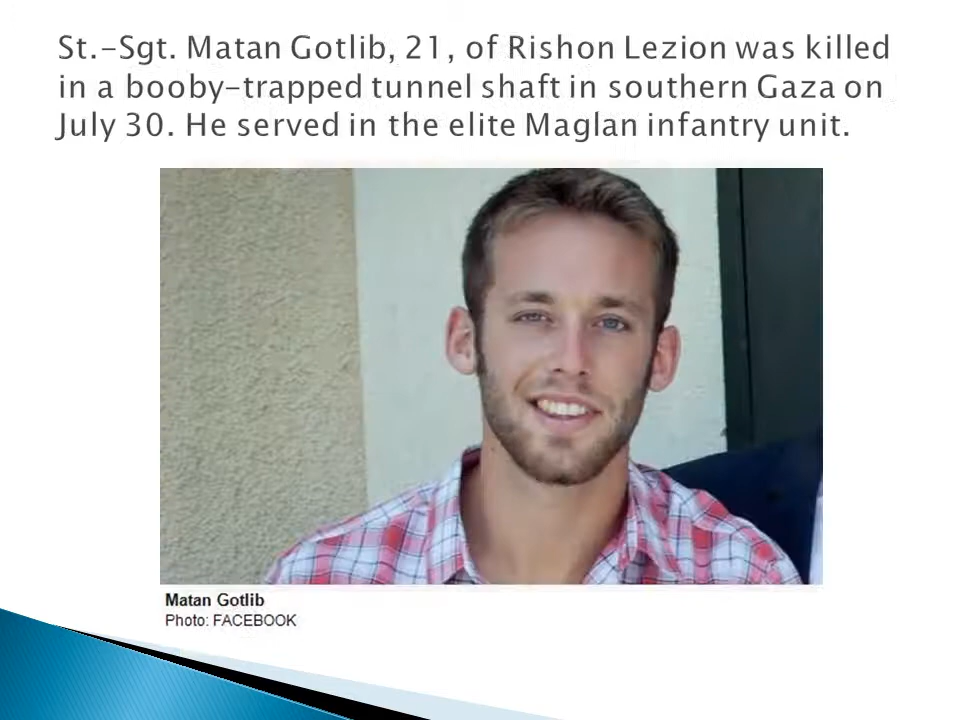 St.-Sgt. Matan Gotlib, 21, of Rishon Lezion was killed
in a booby-trapped tunnel shaft in southern Gaza on
July 30. He served in the elite Maglan infantry unit.
Matan Gotlib
Photo: FACEBOOK